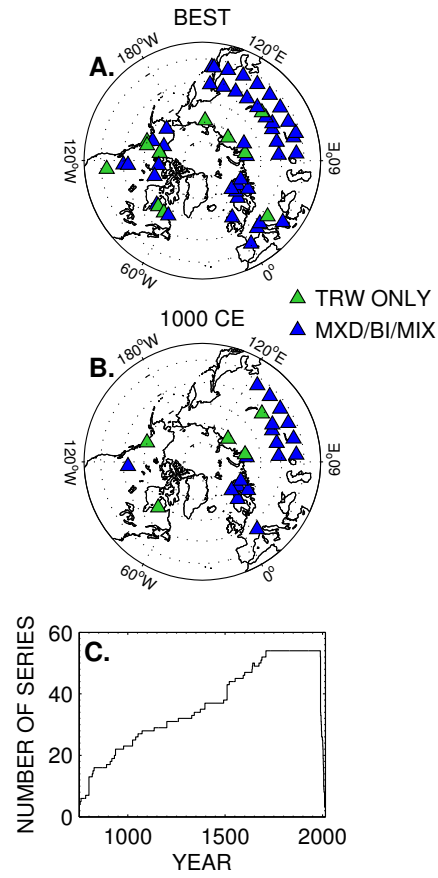 BEST
A.
180°W
120°E
120°W
60°E
60°W
0°
TRW ONLY
MXD/BI/MIX
1000 CE
B.
180°W
120°E
120°W
60°E
60°W
0°
C.
NUMBER OF SERIES
60
40
20
0
1000
1500
2000
YEAR